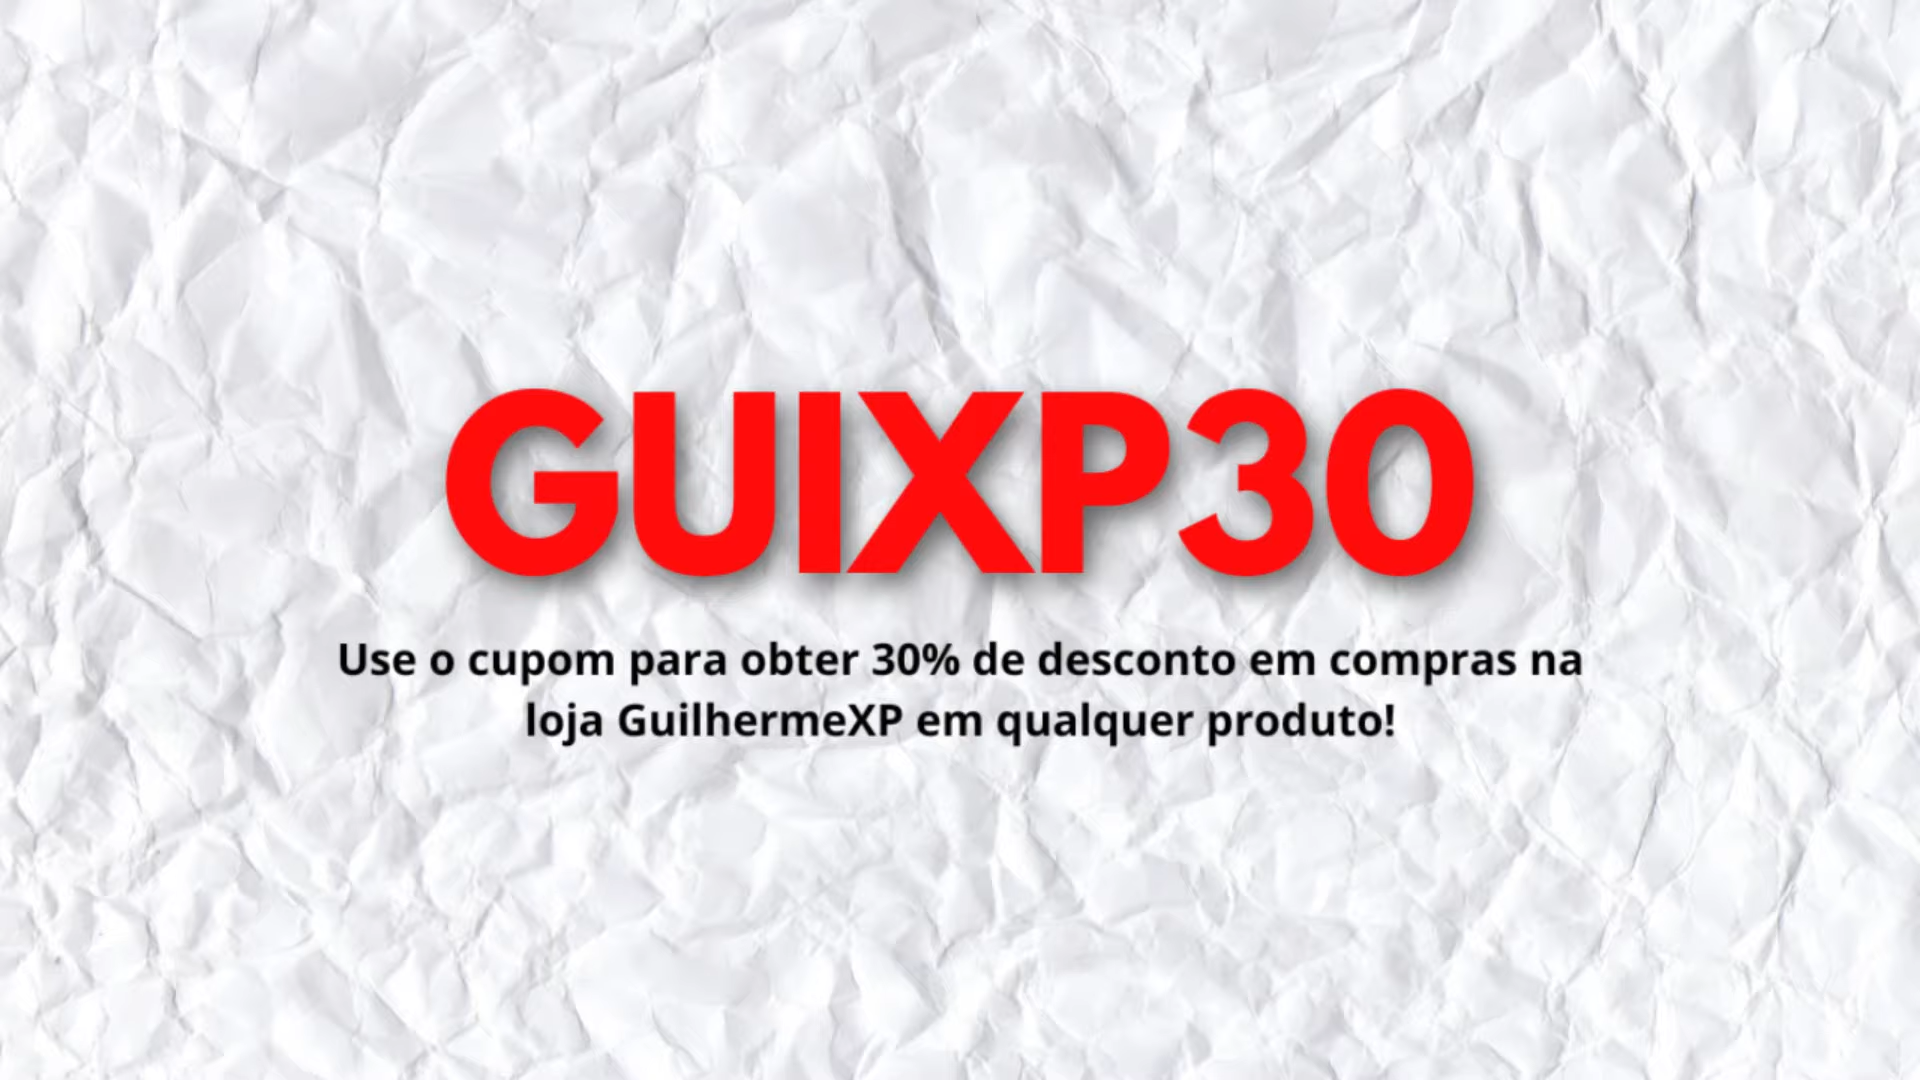 GUIXP30
Use o cupom para obter 30% de desconto em compras na
loja GuilhermeXP em qualquer produto!